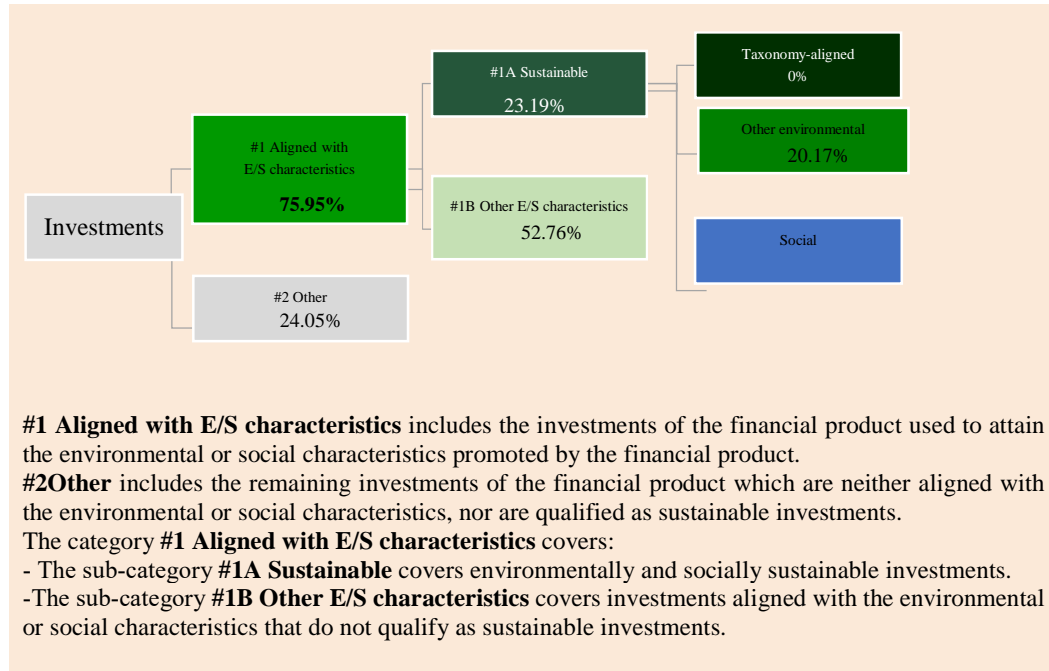 Investments
#1 Aligned with
E/S characteristics
75.95%
#2 Other
24.05%
#1A Sustainable
23.19%
#1B Other E/S characteristics
52.76%
Taxonomy-aligned
0%
Other environmental
20.17%
Social
#1 Aligned with E/S characteristics includes the investments of the financial product used to attain
the environmental or social characteristics promoted by the financial product.
#2Other includes the remaining investments of the financial product which are neither aligned with
the environmental or social characteristics, nor are qualified as sustainable investments.
The category #1 Aligned with E/S characteristics covers:
- The sub-category #1A Sustainable covers environmentally and socially sustainable investments.
-The sub-category #1B Other E/S characteristics covers investments aligned with the environmental
or social characteristics that do not qualify as sustainable investments.